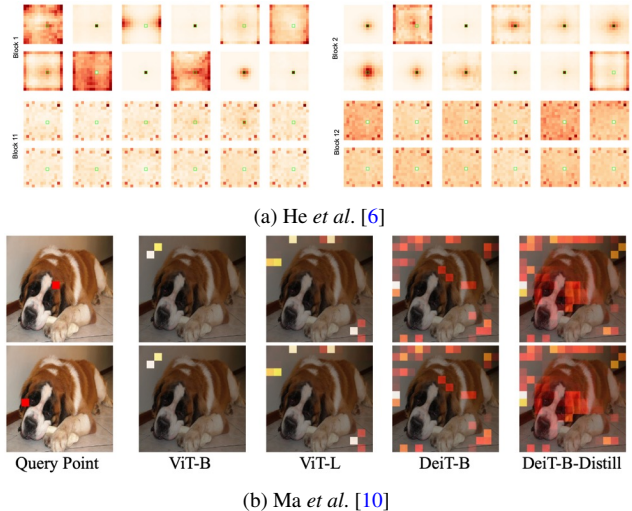 Block 1
Block 2
Block 11
Block 12
(a) He et al. [6]
Query Point ViT-B ViT-L DeiT-B DeiT-B-Distill
(b) Ma et al. [10]